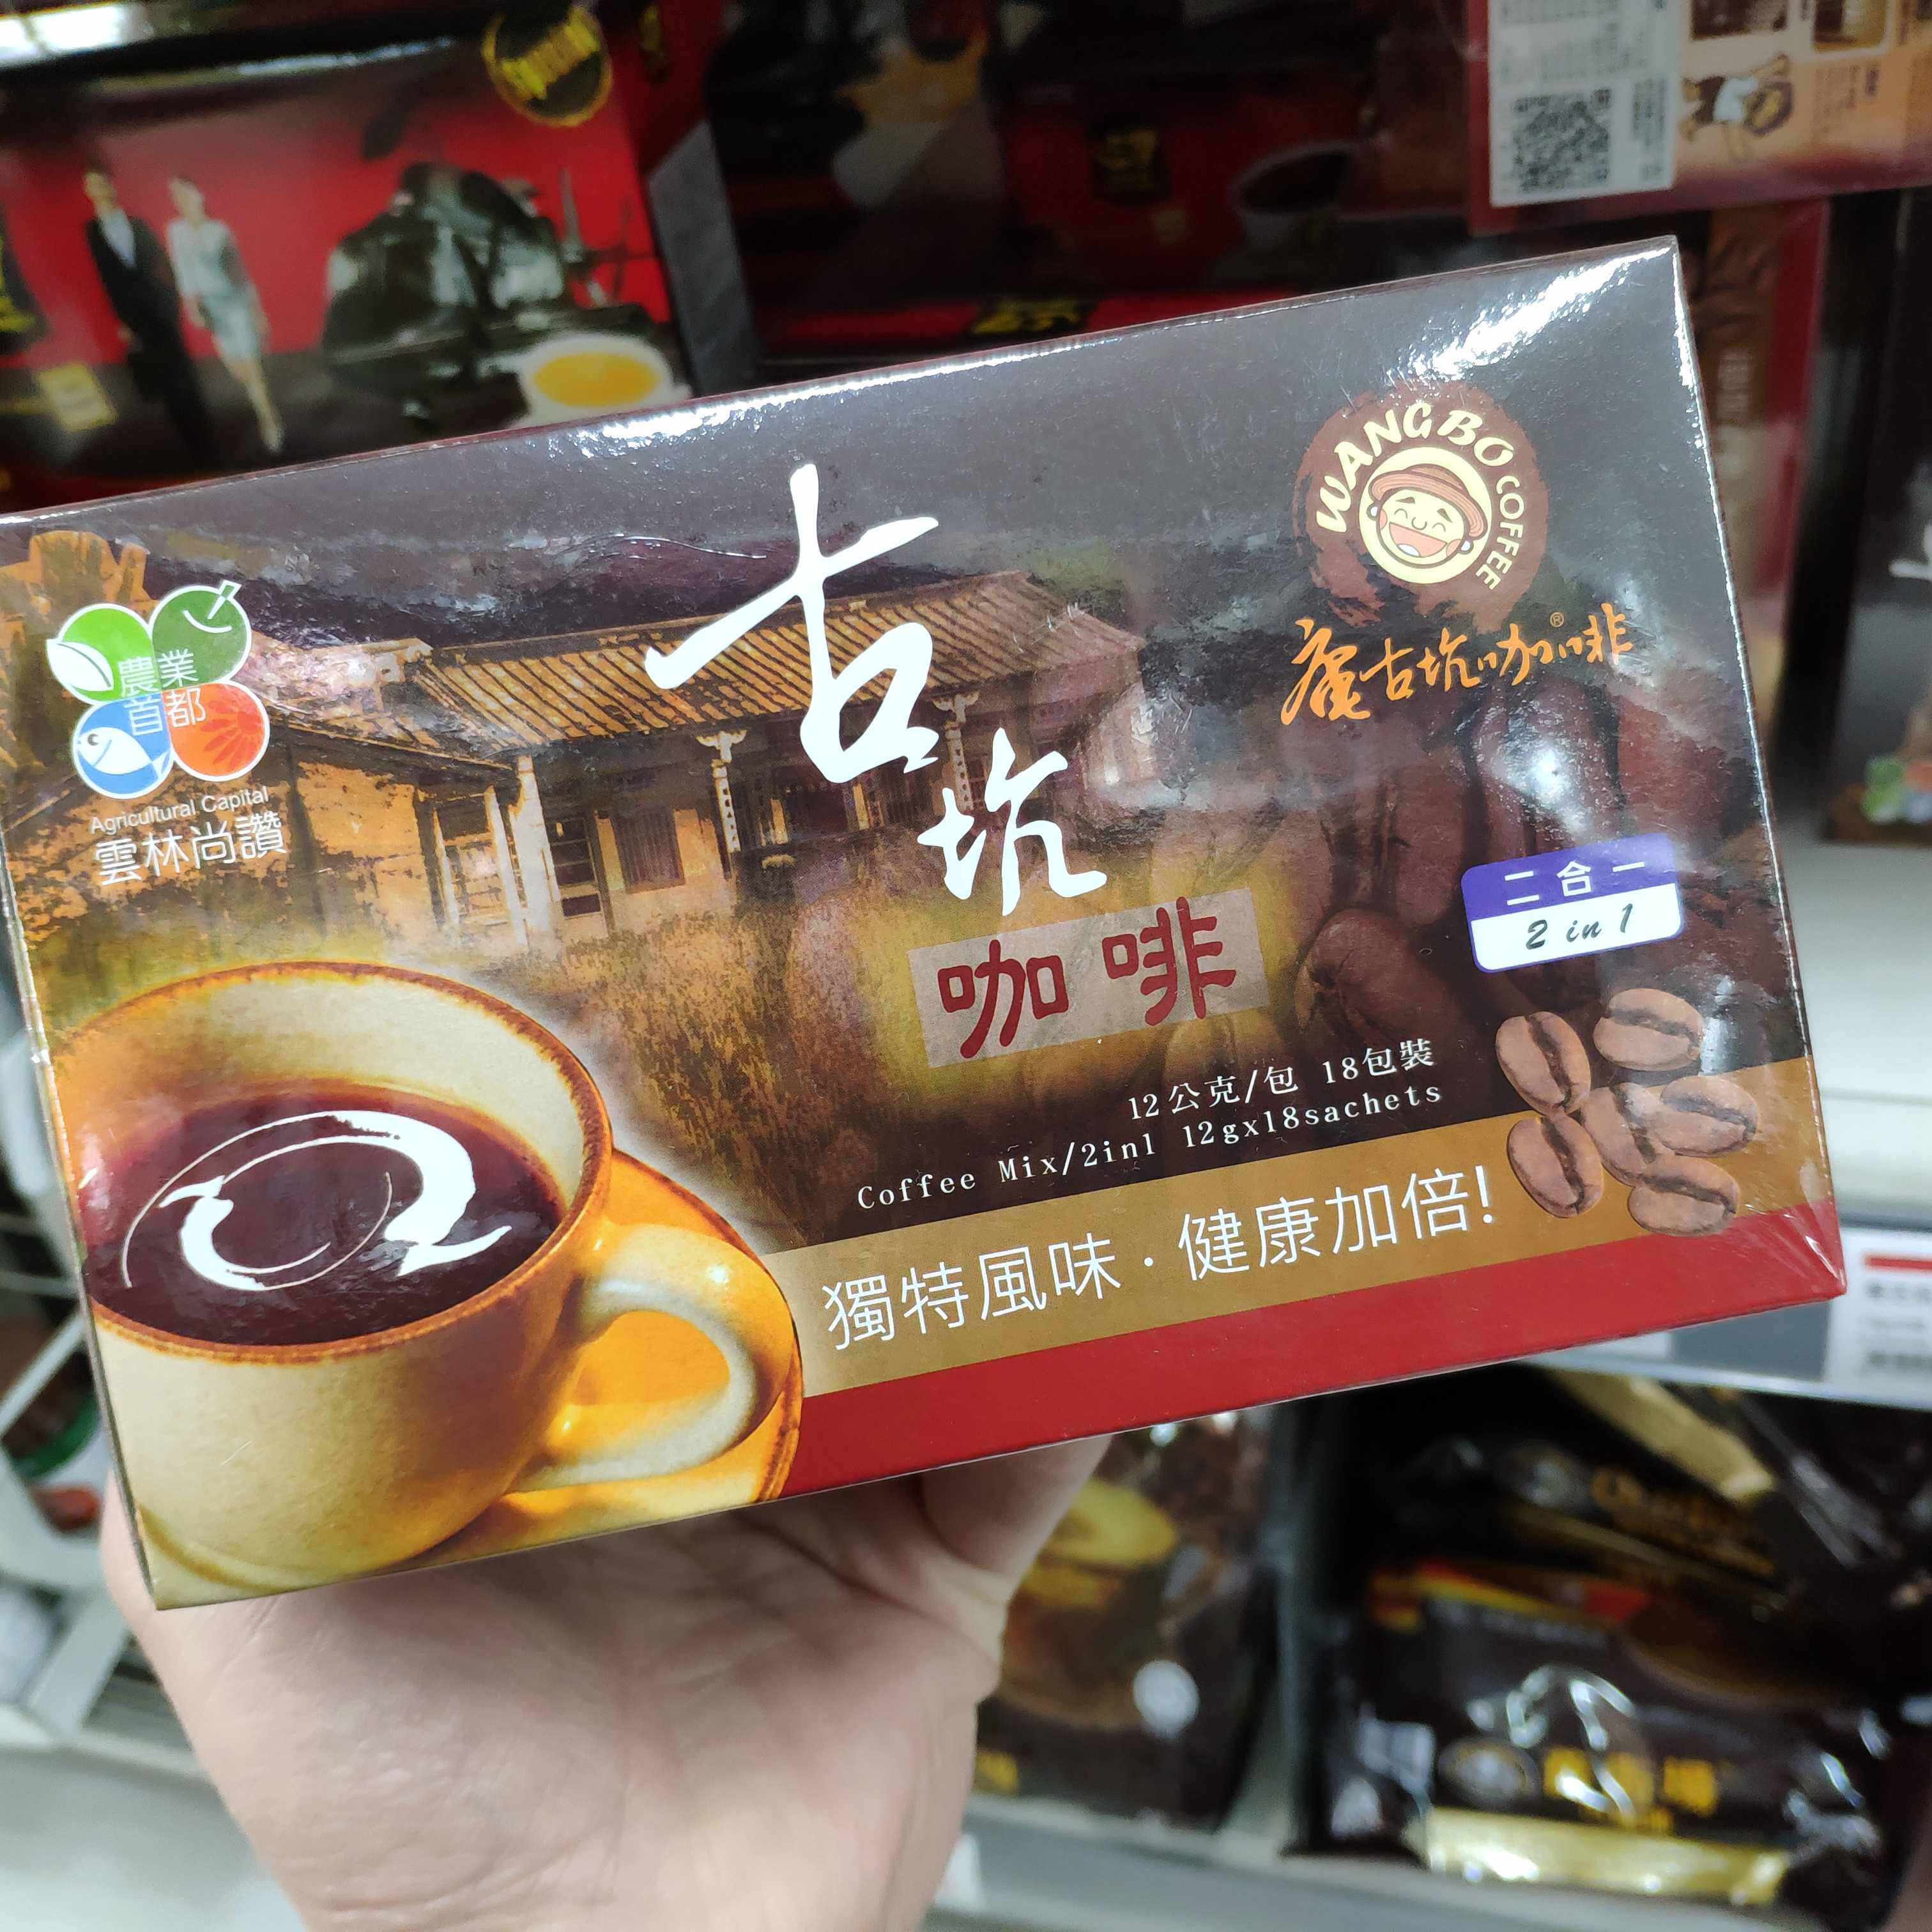 WANGBO COFFEE
古坑咖啡®
農業
首都
Agricultural Capital
雲林尚讚
古
坑
咖啡
二合一
2 in 1
12公克/包 18包裝
Coffee Mix/2in1 12gx18sachets
獨特風味·健康加倍!